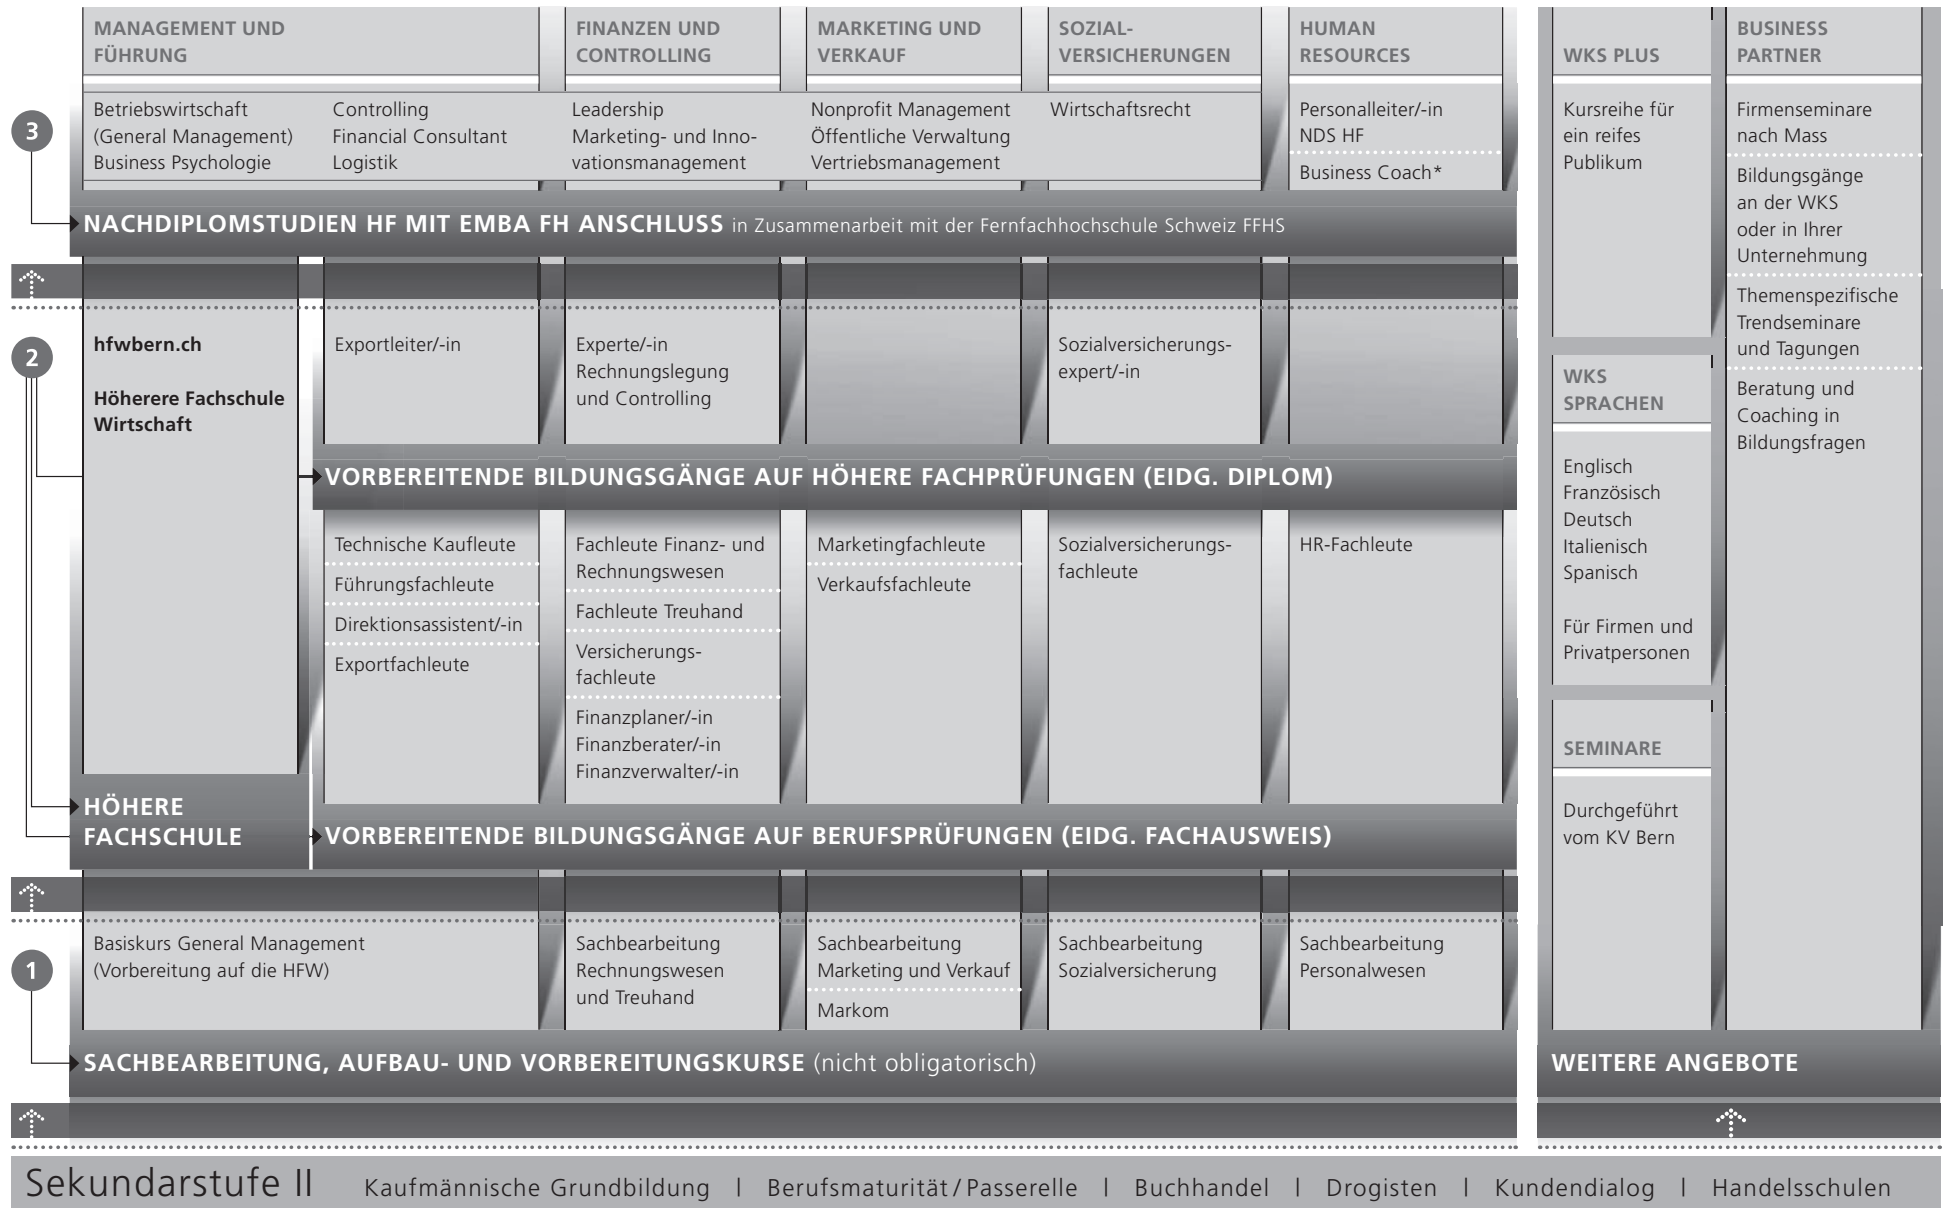 MANAGEMENT UND
FÜHRUNG
FINANZEN UND
CONTROLLING
MARKETING UND
VERKAUF
SOZIAL-
VERSICHERUNGEN
HUMAN
RESOURCES
3
Betriebswirtschaft
(General Management)
Business Psychologie
Controlling
Financial Consultant
Logistik
Leadership
Marketing- und Inno-
vationsmanagement
Nonprofit Management
Öffentliche Verwaltung
Vertriebsmanagement
Wirtschaftsrecht
Personalleiter/-in
NDS HF
Business Coach*
NACHDIPLOMSTUDIEN HF MIT EMBA FH ANSCHLUSS in Zusammenarbeit mit der Fernfachhochschule Schweiz FFHS
2
hfwbern.ch
Höherere Fachschule
Wirtschaft
Exportleiter/-in
Experte/-in
Rechnungslegung
und Controlling
Sozialversicherungs-
expert/-in
VORBEREITENDE BILDUNGSGÄNGE AUF HÖHERE FACHPRÜFUNGEN (EIDG. DIPLOM)
Technische Kaufleute
Führungsfachleute
Direktionsassistent/-in
Exportfachleute
Fachleute Finanz- und
Rechnungswesen
Fachleute Treuhand
Versicherungs-
fachleute
Finanzplaner/-in
Finanzberater/-in
Finanzverwalter/-in
Marketingfachleute
Verkaufsfachleute
Sozialversicherungs-
fachleute
HR-Fachleute
HÖHERE
FACHSCHULE
VORBEREITENDE BILDUNGSGÄNGE AUF BERUFSPRÜFUNGEN (EIDG. FACHAUSWEIS)
1
Basiskurs General Management
(Vorbereitung auf die HFW)
Sachbearbeitung
Rechnungswesen
und Treuhand
Sachbearbeitung
Marketing und Verkauf
Markom
Sachbearbeitung
Sozialversicherung
Sachbearbeitung
Personalwesen
SACHBEARBEITUNG, AUFBAU- UND VORBEREITUNGSKURSE (nicht obligatorisch)
WKS PLUS
Kursreihe für
ein reifes
Publikum
WKS
SPRACHEN
Englisch
Französisch
Deutsch
Italienisch
Spanisch
Für Firmen und
Privatpersonen
SEMINARE
Durchgeführt
vom KV Bern
BUSINESS
PARTNER
Firmenseminare
nach Mass
Bildungsgänge
an der WKS
oder in Ihrer
Unternehmung
Themenspezifische
Trendseminare
und Tagungen
Beratung und
Coaching in
Bildungsfragen
WEITERE ANGEBOTE
Sekundarstufe II Kaufmännische Grundbildung | Berufsmaturität/Passerelle | Buchhandel | Drogisten | Kundendialog | Handelsschulen